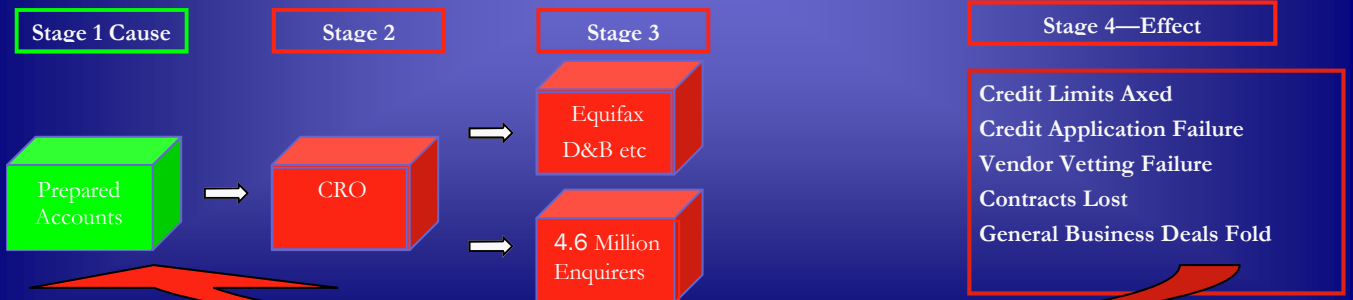 Stage 1 Cause
Stage 2
Stage 3
Stage 4—Effect
Prepared
Accounts
CRO
Equifax
D&B etc
4.6 Million
Enquirers
Credit Limits Axed
Credit Application Failure
Vendor Vetting Failure
Contracts Lost
General Business Deals Fold